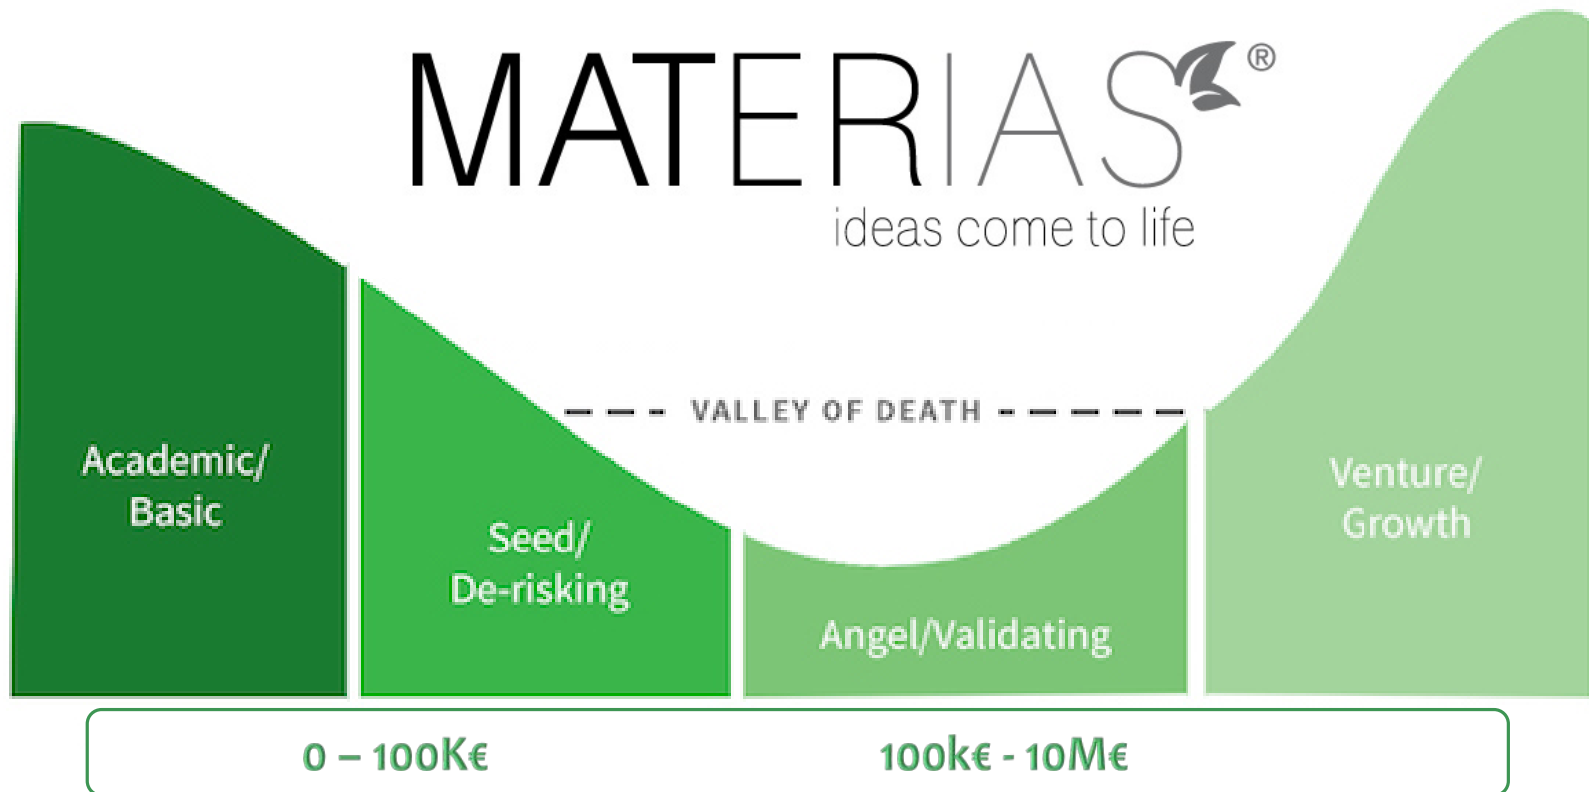 MATERIAS®
ideas come to life
VALLEY OF DEATH
Academic/
Basic
Seed/
De-risking
Angel/Validating
Venture/
Growth
0 – 100K€
100k€ - 10M€